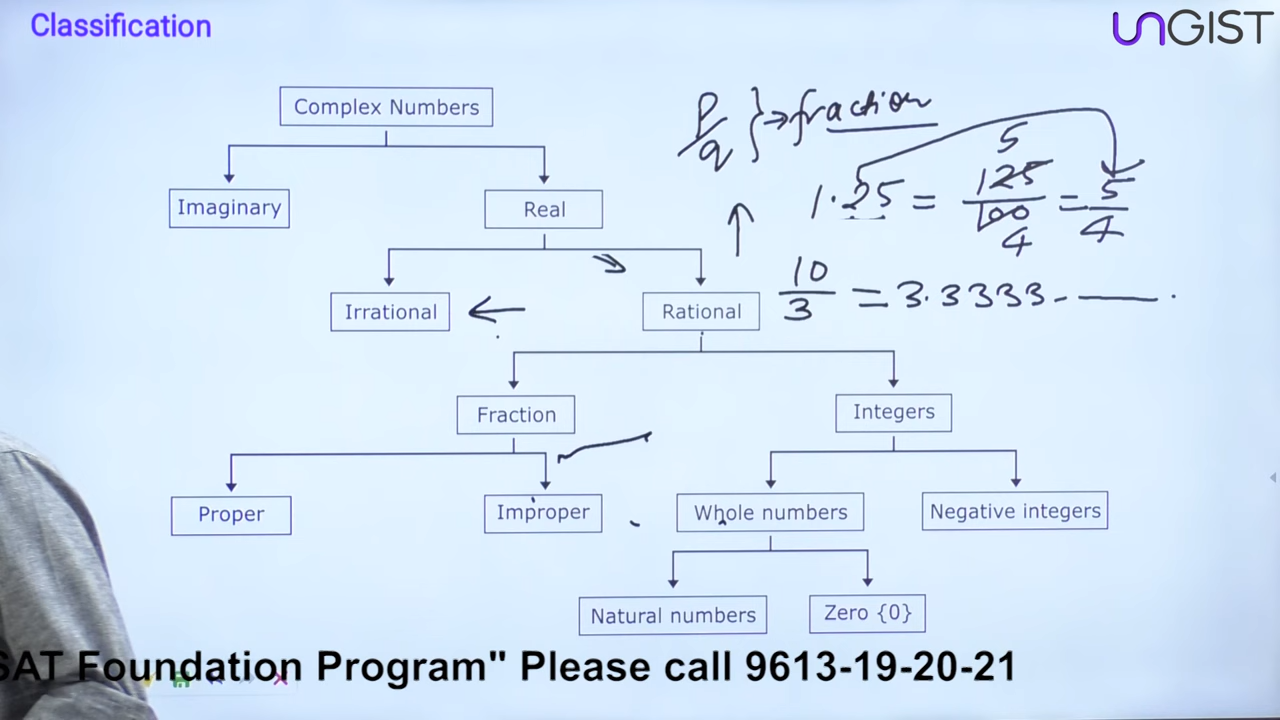 Classification
UNGIST
Complex Numbers
p/q } → fraction
5
1.25 = 125/100 = 5/4
4
Imaginary
Real
10/3 = 3.3333
Irrational
Rational
Fraction
Integers
Proper
Improper
Whole numbers
Negative integers
Natural numbers
Zero {0}
SAT Foundation Program" Please call 9613-19-20-21